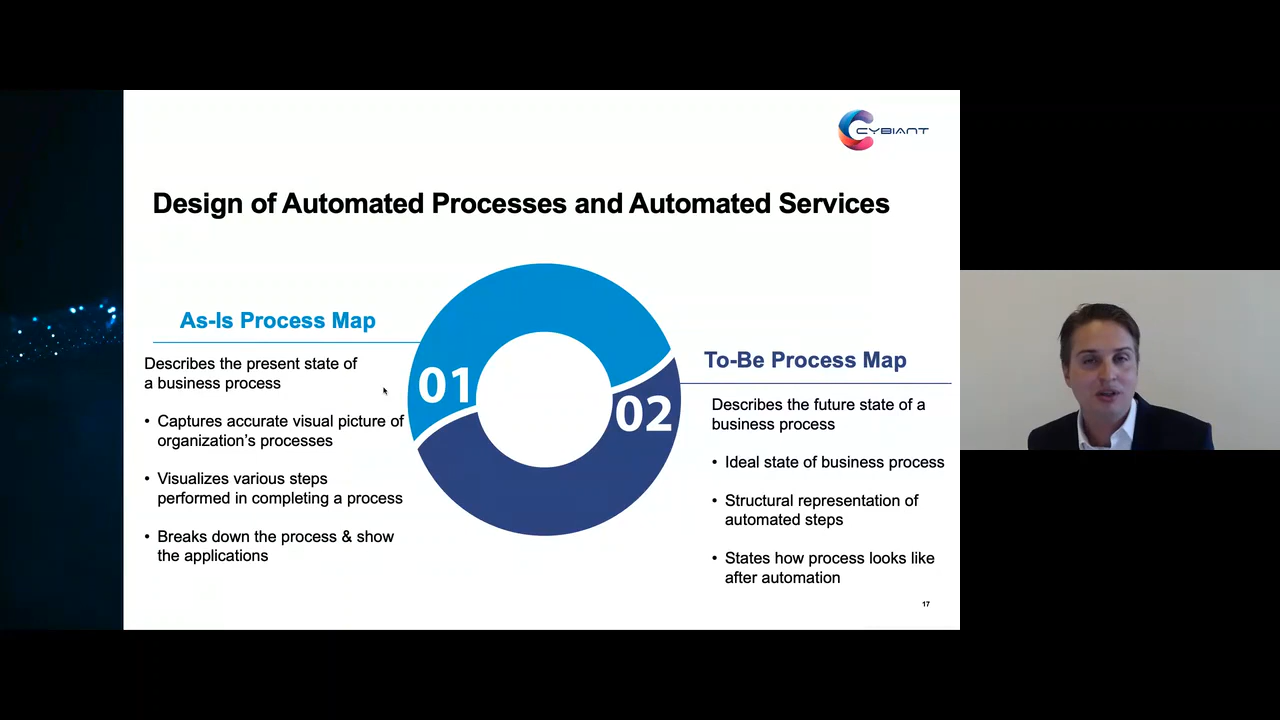 CYBIANT
Design of Automated Processes and Automated Services
As-Is Process Map
Describes the present state of
a business process
• Captures accurate visual picture of
organization's processes
• Visualizes various steps
performed in completing a process
• Breaks down the process & show
the applications
01
02
To-Be Process Map
Describes the future state of a
business process
• Ideal state of business process
• Structural representation of
automated steps
• States how process looks like
after automation
17